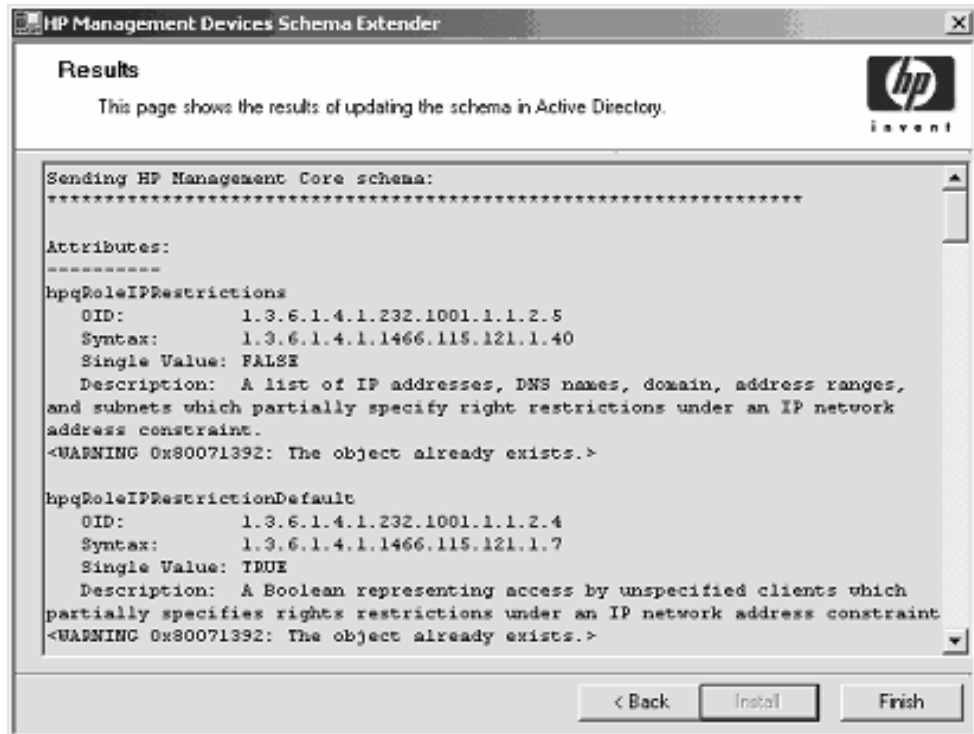 HP Management Devices Schema Extender
Results
This page shows the results of updating the schema in Active Directory.
hp
invent
Sending HP Management Core schema:
******************************************************************
Attributes:
----------
hpqRoleIPRestrictions
OID: 1.3.6.1.4.1.232.1001.1.1.2.5
Syntax: 1.3.6.1.4.1.1466.115.121.1.40
Single Value: FALSE
Description: A list of IP addresses, DNS names, domain, address ranges,
and subnets which partially specify right restrictions under an IP network
address constraint.
<WARNING 0x80071392: The object already exists.>
hpqRoleIPRestrictionDefault
OID: 1.3.6.1.4.1.232.1001.1.1.2.4
Syntax: 1.3.6.1.4.1.1466.115.121.1.7
Single Value: TRUE
Description: A Boolean representing access by unspecified clients which
partially specifies rights restrictions under an IP network address constraint
<WARNING 0x80071392: The object already exists.>
< Back Install Finish